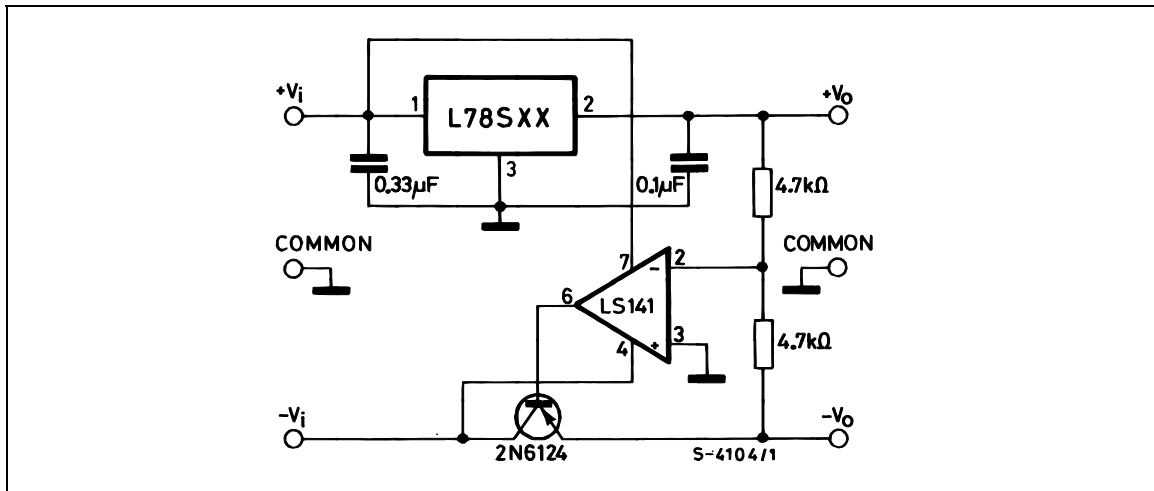 +Vi
1
L78SXX
2
+Vo
3
0.33µF
0.1µF
4.7kΩ
COMMON
COMMON
7
-
2
6
LS141
4
+
3
4.7kΩ
-Vi
-Vo
2N6124
S-4104/1